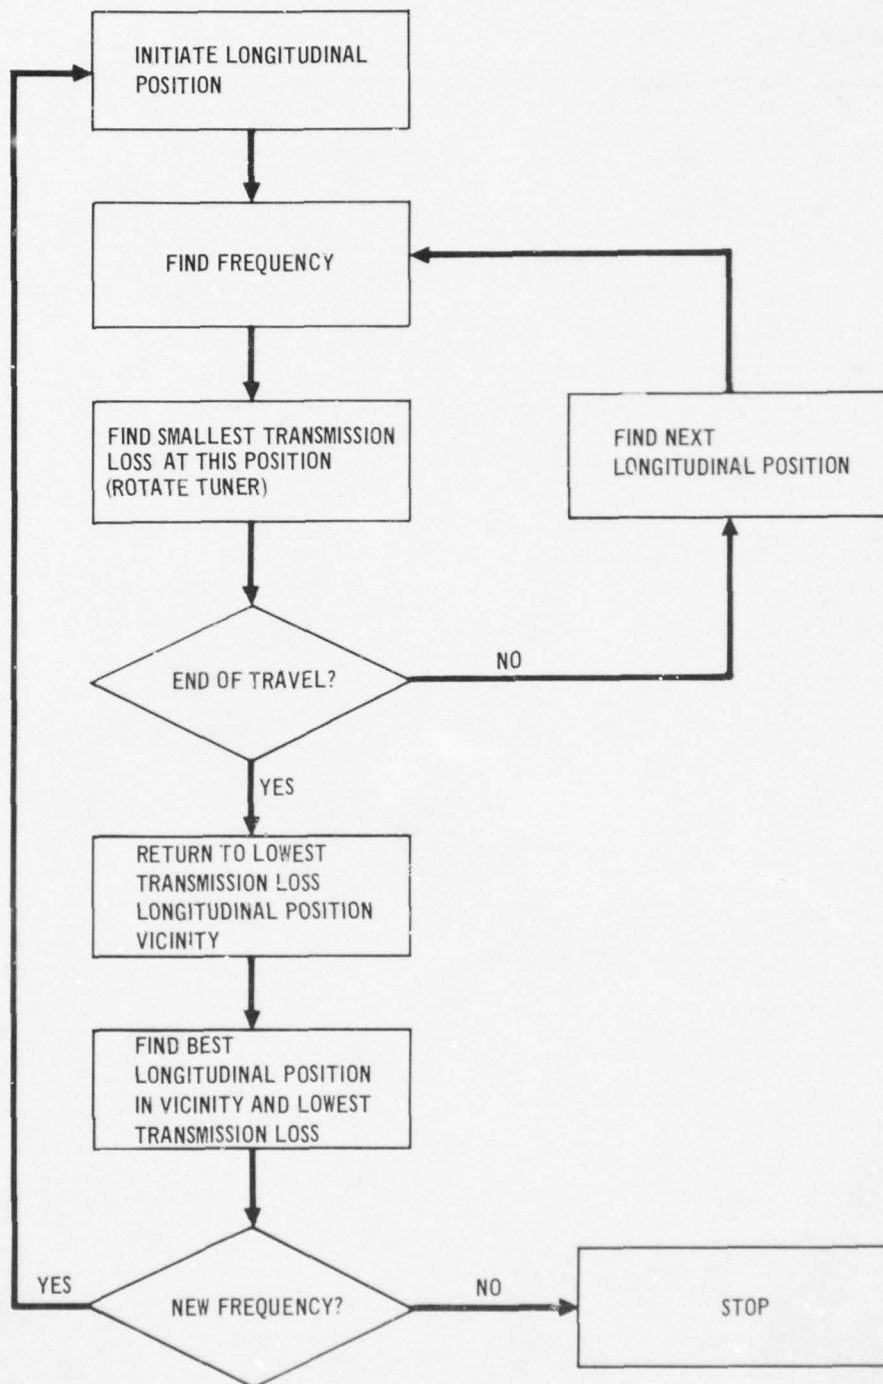 INITIATE LONGITUDINAL
POSITION
FIND FREQUENCY
FIND SMALLEST TRANSMISSION
LOSS AT THIS POSITION
(ROTATE TUNER)
FIND NEXT
LONGITUDINAL POSITION
END OF TRAVEL?
NO
YES
RETURN TO LOWEST
TRANSMISSION LOSS
LONGITUDINAL POSITION
VICINITY
FIND BEST
LONGITUDINAL POSITION
IN VICINITY AND LOWEST
TRANSMISSION LOSS
YES
NEW FREQUENCY?
NO
STOP